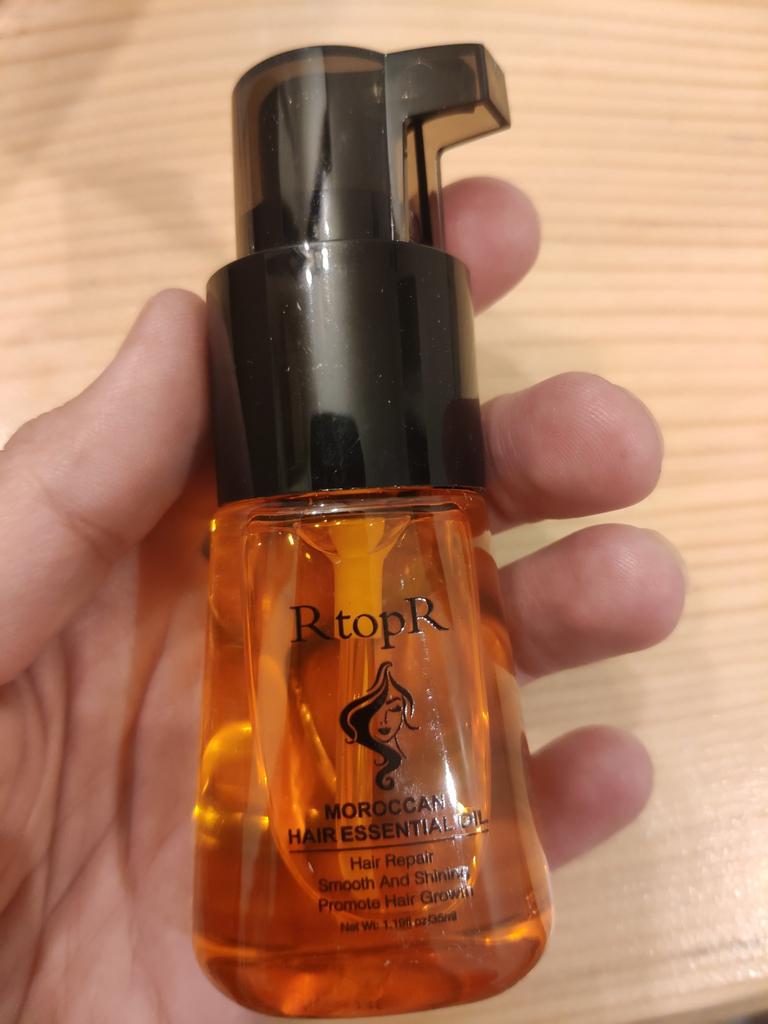 RtopR
MOROCCAN
HAIR ESSENTIAL OIL
Hair Repair
Smooth And Shining
Promote Hair Growth
Net Wt: 1.19fl oz/35ml